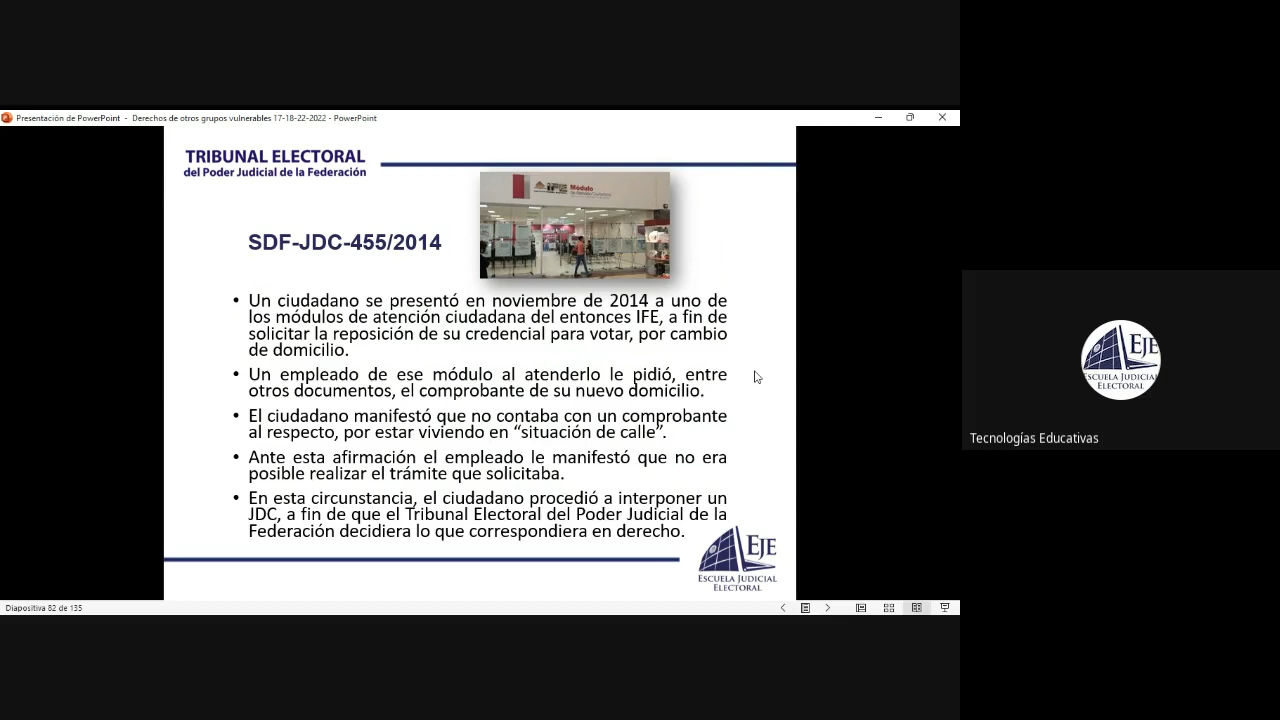 Presentación de PowerPoint - Derechos de otros grupos vulnerables 17-18-22-2022 - PowerPoint
TRIBUNAL ELECTORAL
del Poder Judicial de la Federación
Módulo
SDF-JDC-455/2014
• Un ciudadano se presentó en noviembre de 2014 a uno de
los módulos de atención ciudadana del entonces IFE, a fin de
solicitar la reposición de su credencial para votar, por cambio
de domicilio.
• Un empleado de ese módulo al atenderlo le pidió, entre
otros documentos, el comprobante de su nuevo domicilio.
• El ciudadano manifestó que no contaba con un comprobante
al respecto, por estar viviendo en “situación de calle”.
• Ante esta afirmación el empleado le manifestó que no era
posible realizar el trámite que solicitaba.
• En esta circunstancia, el ciudadano procedió a interponer un
JDC, a fin de que el Tribunal Electoral del Poder Judicial de la
Federación decidiera lo que correspondiera en derecho.
EJE
ESCUELA JUDICIAL
ELECTORAL
Diapositiva 82 de 135
EJE
ESCUELA JUDICIAL
ELECTORAL
Tecnologías Educativas